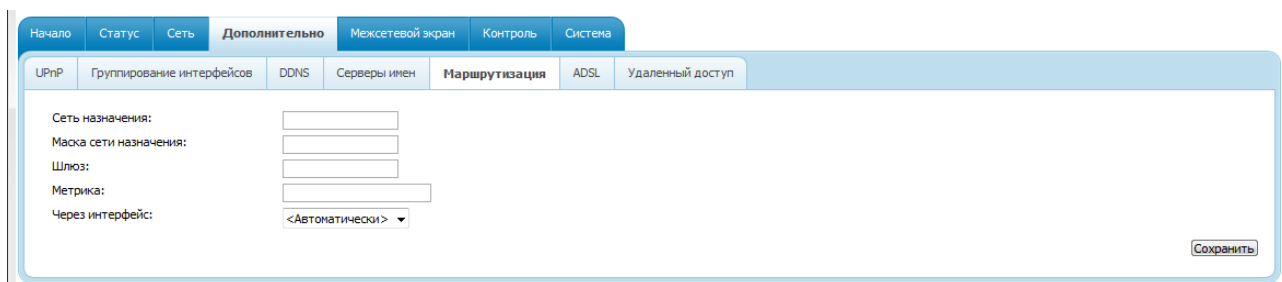 Начало Статус Сеть Дополнительно Межсетевой экран Контроль Система
UPnP Группирование интерфейсов DDNS Серверы имен Маршрутизация ADSL Удаленный доступ
Сеть назначения:
Маска сети назначения:
Шлюз:
Метрика:
Через интерфейс: <Автоматически>
Сохранить